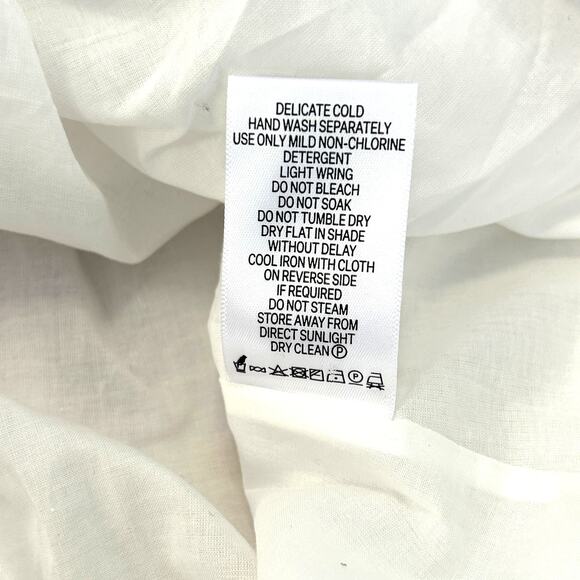 DELICATE COLD
HAND WASH SEPARATELY
USE ONLY MILD NON-CHLORINE
DETERGENT
LIGHT WRING
DO NOT BLEACH
DO NOT SOAK
DO NOT TUMBLE DRY
DRY FLAT IN SHADE
WITHOUT DELAY
COOL IRON WITH CLOTH
ON REVERSE SIDE
IF REQUIRED
DO NOT STEAM
STORE AWAY FROM
DIRECT SUNLIGHT
DRY CLEAN Ⓟ
Ⓟ